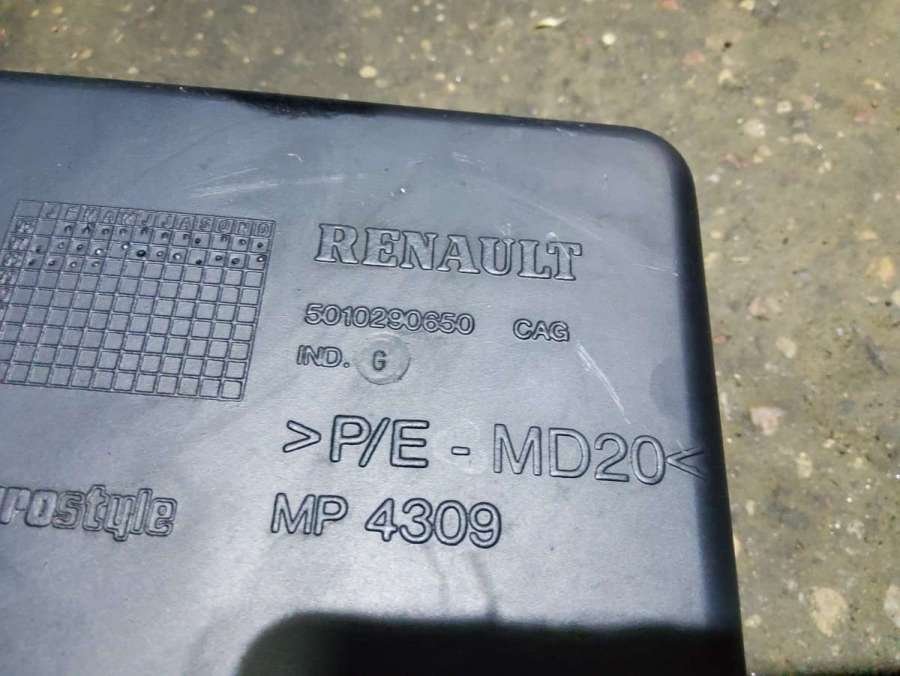 J F M A M J J A S O N D
RENAULT
5010290650 CAG
IND. G
>P/E - MD20<
rostyle
MP 4309